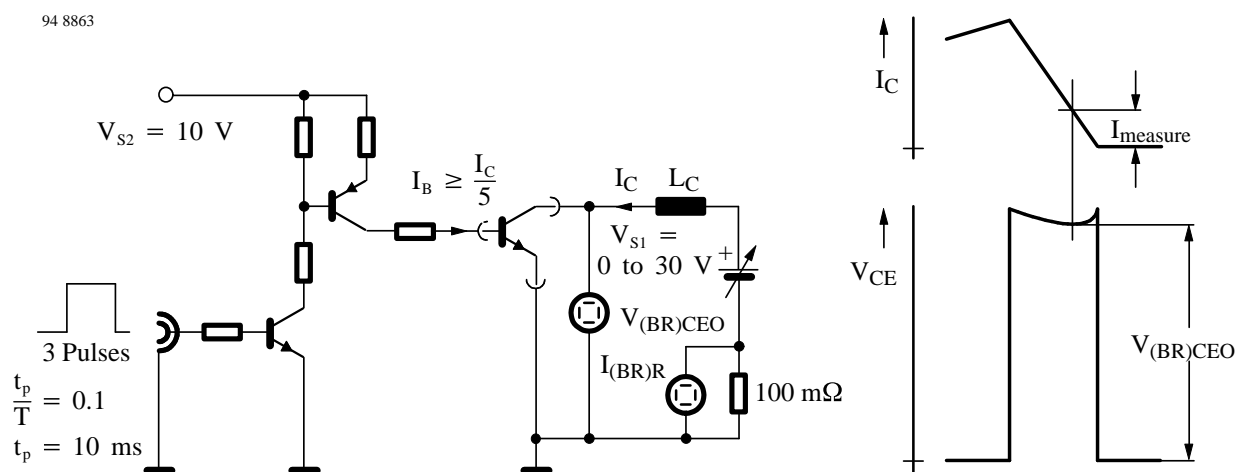 94 8863
V_S2 = 10 V
I_B ≥ I_C/5
I_C
L_C
V_S1 =
0 to 30 V
+
V_(BR)CEO
I_(BR)R
100 mΩ
3 Pulses
t_p/T = 0.1
t_p = 10 ms
I_C
I_measure
V_CE
V_(BR)CEO